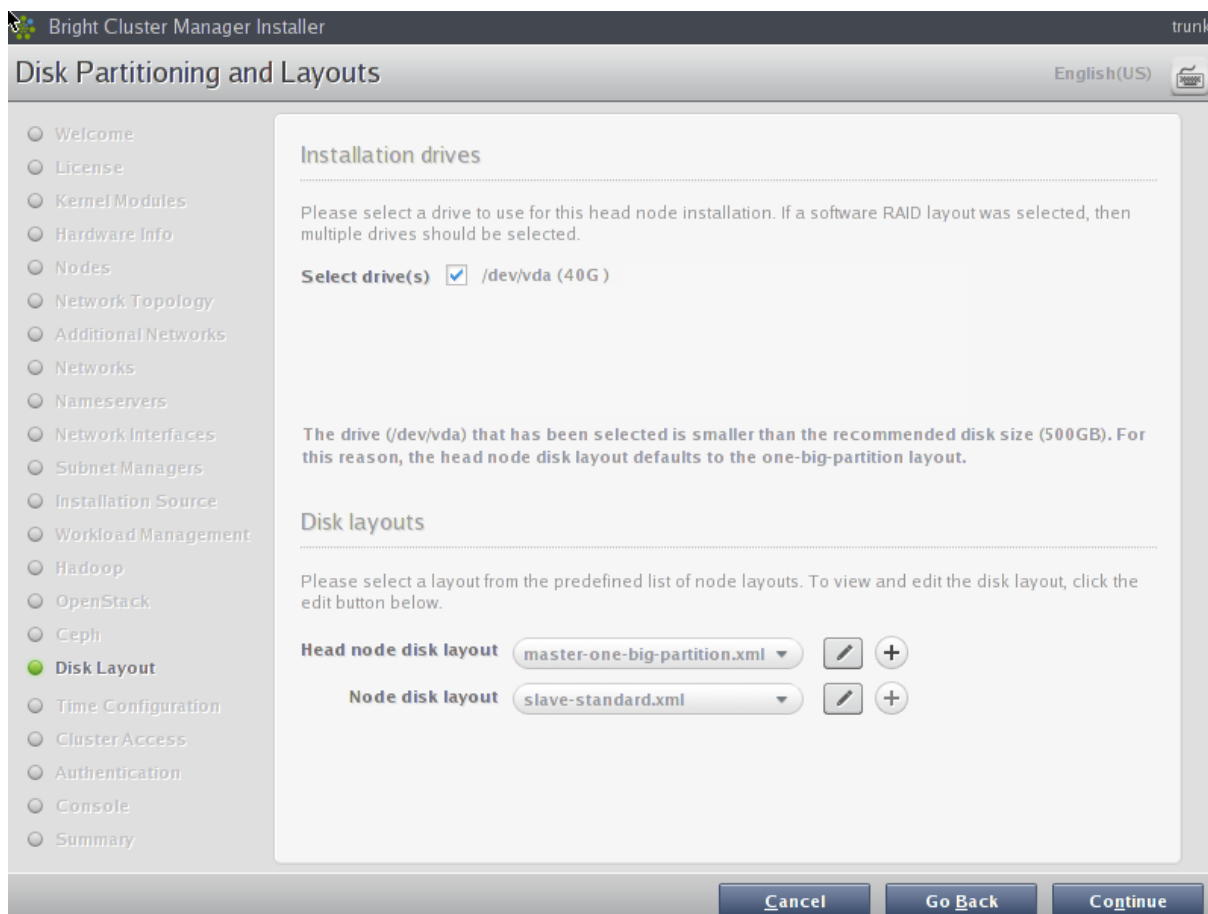 Bright Cluster Manager Installer
trunk
Disk Partitioning and Layouts
English(US)
Welcome
License
Kernel Modules
Hardware Info
Nodes
Network Topology
Additional Networks
Networks
Nameservers
Network Interfaces
Subnet Managers
Installation Source
Workload Management
Hadoop
OpenStack
Ceph
Disk Layout
Time Configuration
Cluster Access
Authentication
Console
Summary
Installation drives
Please select a drive to use for this head node installation. If a software RAID layout was selected, then
multiple drives should be selected.
Select drive(s) /dev/vda (40G )
The drive (/dev/vda) that has been selected is smaller than the recommended disk size (500GB). For
this reason, the head node disk layout defaults to the one-big-partition layout.
Disk layouts
Please select a layout from the predefined list of node layouts. To view and edit the disk layout, click the
edit button below.
Head node disk layout master-one-big-partition.xml
Node disk layout slave-standard.xml
Cancel
Go Back
Continue